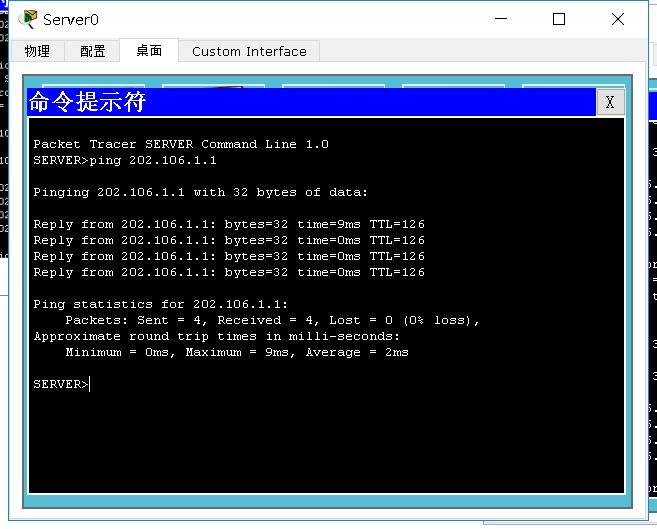 Server0
物理 配置 桌面 Custom Interface
命令提示符 X
Packet Tracer SERVER Command Line 1.0
SERVER>ping 202.106.1.1
Pinging 202.106.1.1 with 32 bytes of data:
Reply from 202.106.1.1: bytes=32 time=9ms TTL=126
Reply from 202.106.1.1: bytes=32 time=0ms TTL=126
Reply from 202.106.1.1: bytes=32 time=0ms TTL=126
Reply from 202.106.1.1: bytes=32 time=0ms TTL=126
Ping statistics for 202.106.1.1:
Packets: Sent = 4, Received = 4, Lost = 0 (0% loss),
Approximate round trip times in milli-seconds:
Minimum = 0ms, Maximum = 9ms, Average = 2ms
SERVER>